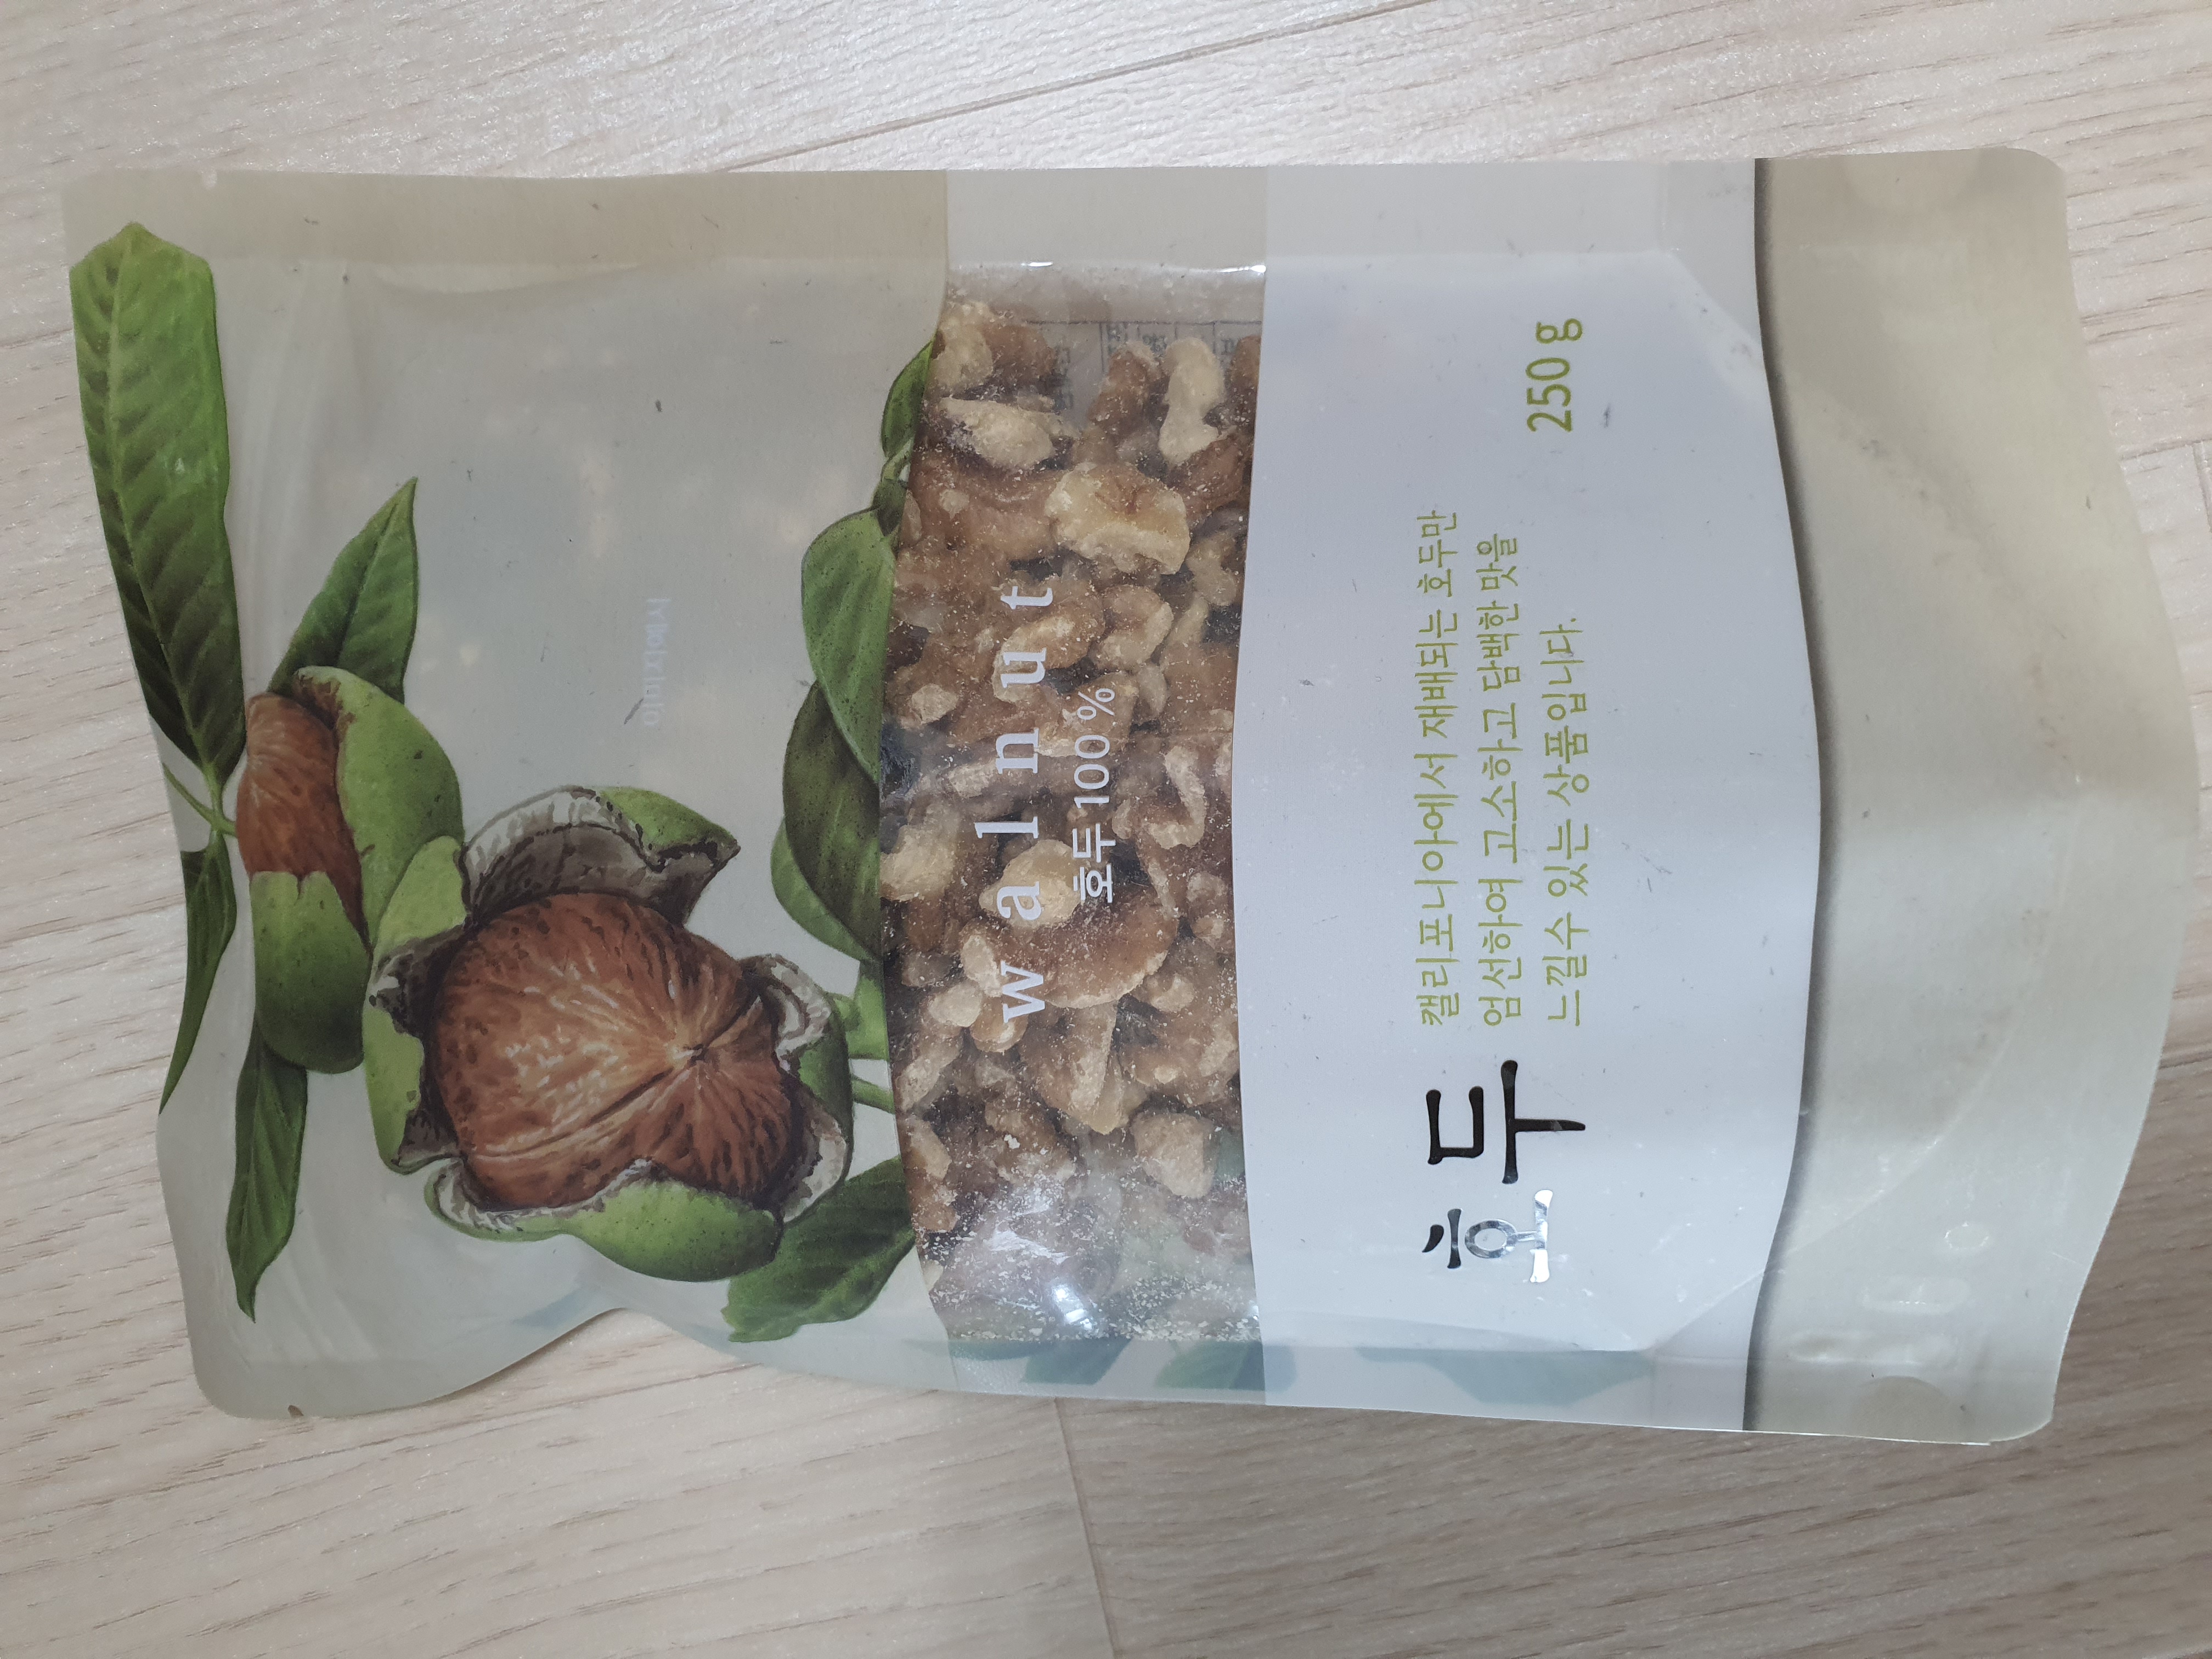 walnut
호두 100%
호두
캘리포니아에서 재배되는 호두만
엄선하여 고소하고 담백한 맛을
느낄수 있는 상품입니다.
250g